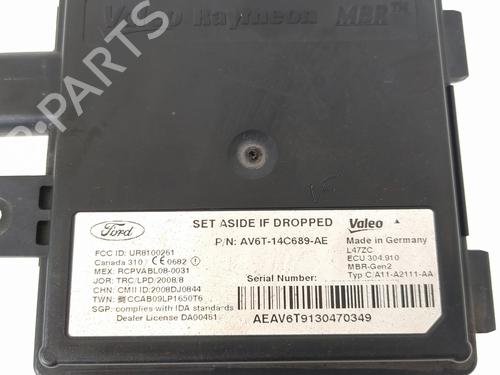 Valeo Raytheon MBR™
Ford
SET ASIDE IF DROPPED
Valeo
P/N: AV6T-14C689-AE
Made in Germany
L47ZC
ECU 304.910
MBR-Gen2
Typ C/A11-A2111-AA
FCC ID: UR8100261
Canada 310 / CE0682
MEX: RCPVABL08-0031
JOR: TRC/LPD/2008/8
CHN: CMII ID:2008DJ0844
TWN: CCAB09LP1650T6
SGP: complies with IDA standards
Dealer License DA00451
Serial Number:
AEAV6T9130470349